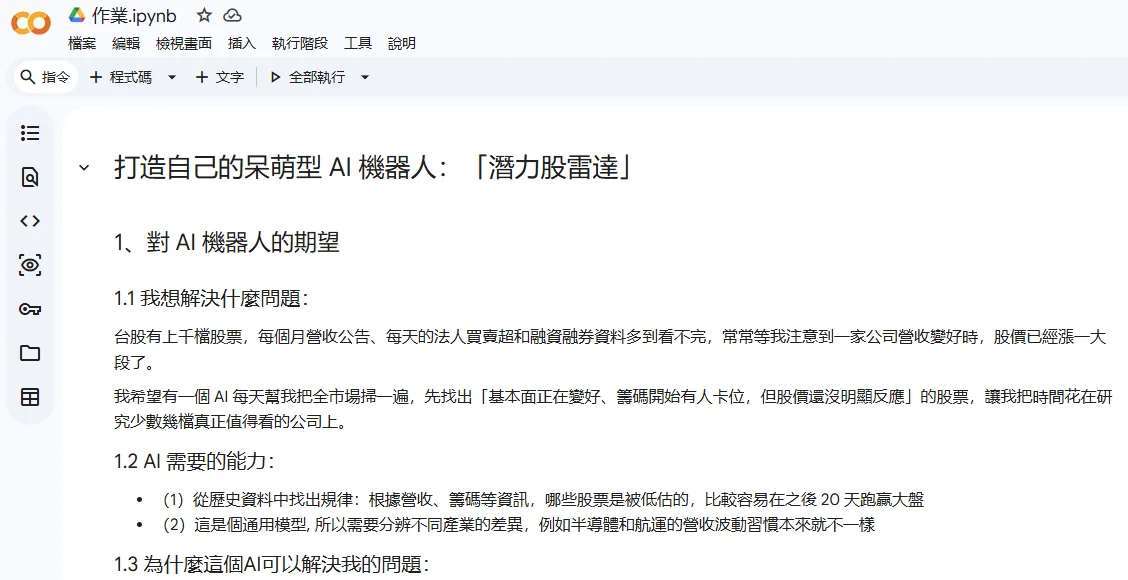 作業.ipynb
檔案 編輯 檢視畫面 插入 執行階段 工具 說明
指令 + 程式碼 + 文字 全部執行
打造自己的呆萌型 AI 機器人：「潛力股雷達」
1、對 AI 機器人的期望
1.1 我想解決什麼問題：
台股有上千檔股票，每個月營收公告、每天的法人買賣超和融資融券資料多到看不完，常常等我注意到一家公司營收變好時，股價已經漲一大
段了。
我希望有一個 AI 每天幫我把全市場掃一遍，先找出「基本面正在變好、籌碼開始有人卡位，但股價還沒明顯反應」的股票，讓我把時間花在研
究少數幾檔真正值得看的公司上。
1.2 AI 需要的能力：
• （1）從歷史資料中找出規律：根據營收、籌碼等資訊，哪些股票是被低估的，比較容易在之後 20 天跑贏大盤
• （2）這是個通用模型, 所以需要分辨不同產業的差異，例如半導體和航運的營收波動習慣本來就不一樣
1.3 為什麼這個AI可以解決我的問題：